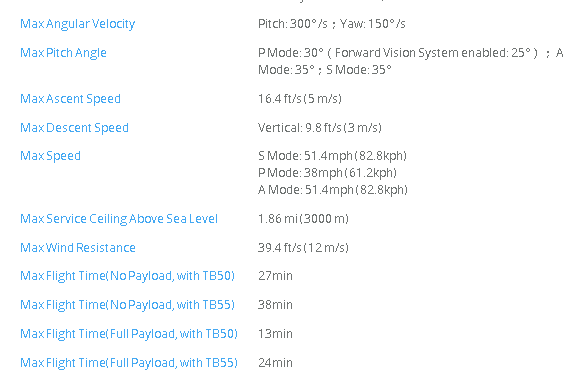 Max Angular Velocity Pitch: 300°/s ; Yaw: 150°/s
Max Pitch Angle P Mode: 30° ( Forward Vision System enabled: 25° ) ; A
Mode: 35° ; S Mode: 35°
Max Ascent Speed 16.4 ft/s (5 m/s)
Max Descent Speed Vertical: 9.8 ft/s (3 m/s)
Max Speed S Mode: 51.4mph (82.8kph)
P Mode: 38mph (61.2kph)
A Mode: 51.4mph (82.8kph)
Max Service Ceiling Above Sea Level 1.86 mi (3000 m)
Max Wind Resistance 39.4 ft/s (12 m/s)
Max Flight Time(No Payload, with TB50) 27min
Max Flight Time(No Payload, with TB55) 38min
Max Flight Time(Full Payload, with TB50) 13min
Max Flight Time(Full Payload, with TB55) 24min